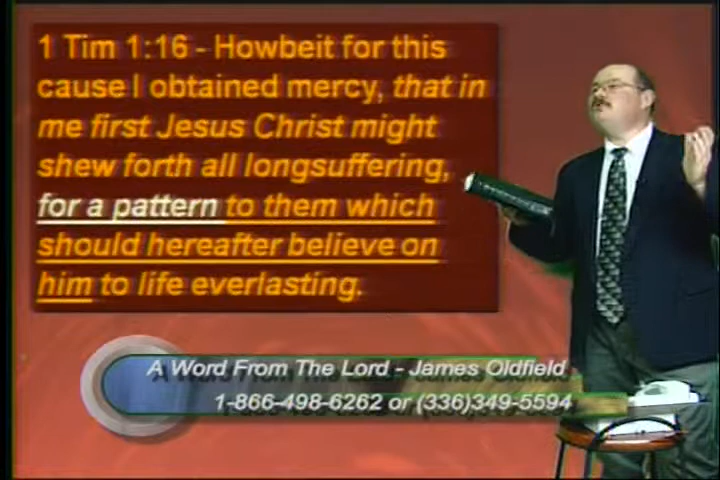 1 Tim 1:16 - Howbeit for this
cause I obtained mercy, that in
me first Jesus Christ might
shew forth all longsuffering,
for a pattern to them which
should hereafter believe on
him to life everlasting.
A Word From The Lord - James Oldfield
1-866-498-6262 or (336)349-5594